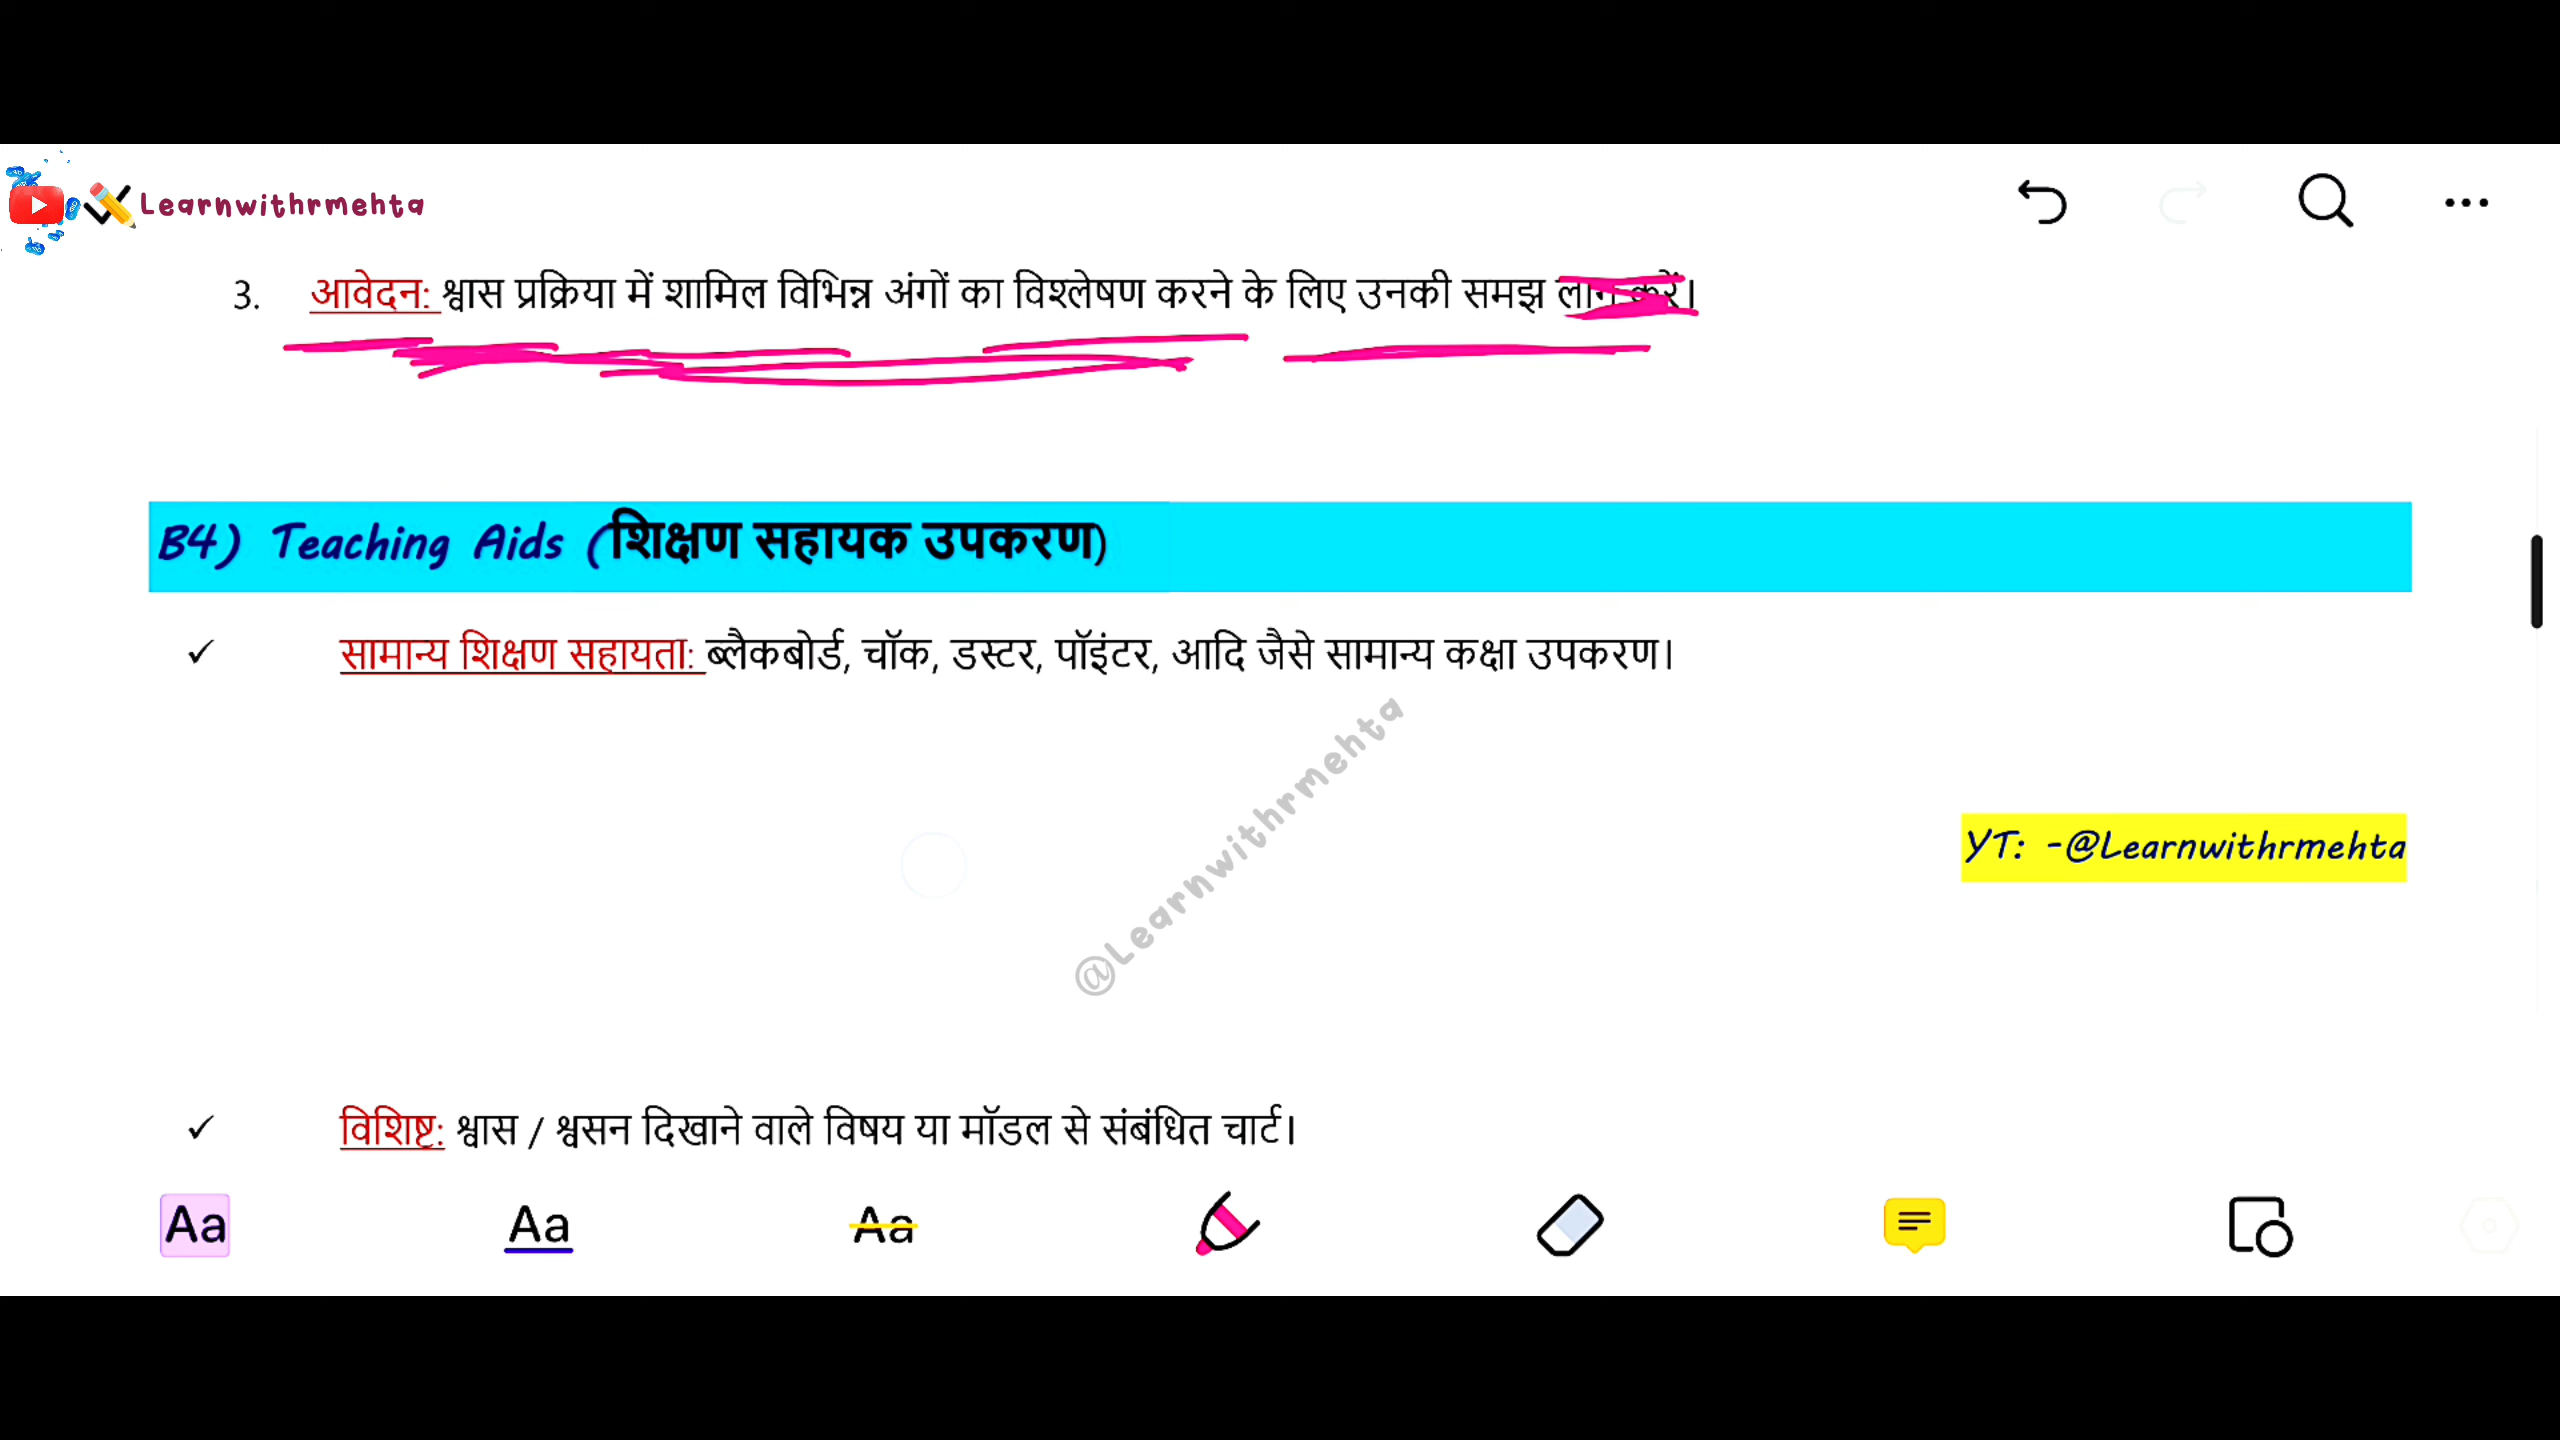 Learnwithrmehta
3. आवेदन: श्वास प्रक्रिया में शामिल विभिन्न अंगों का विश्लेषण करने के लिए उनकी समझ लागू करें।
B4) Teaching Aids (शिक्षण सहायक उपकरण)
✓ सामान्य शिक्षण सहायता: ब्लैकबोर्ड, चॉक, डस्टर, पॉइंटर, आदि जैसे सामान्य कक्षा उपकरण।
@Learnwithrmehta
YT: -@Learnwithrmehta
✓ विशिष्ट: श्वास / श्वसन दिखाने वाले विषय या मॉडल से संबंधित चार्ट।
Aa Aa Aa